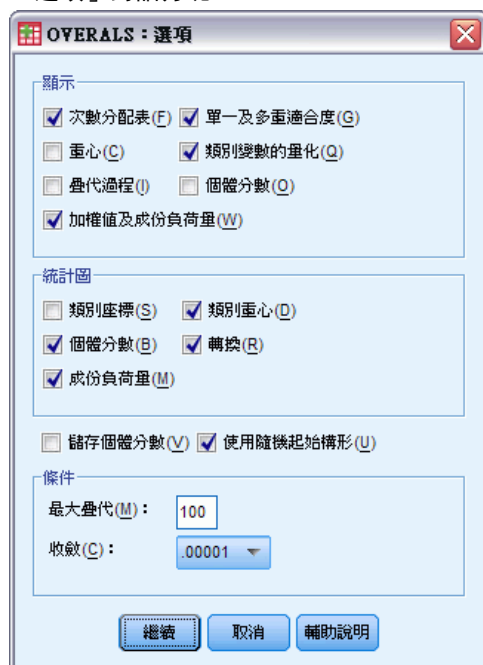 OVERALS：選項
顯示
次數分配表(F) 單一及多重適合度(G)
重心(C) 類別變數的量化(Q)
疊代過程(I) 個體分數(O)
加權值及成份負荷量(W)
統計圖
類別座標(S) 類別重心(D)
個體分數(B) 轉換(R)
成份負荷量(M)
儲存個體分數(V) 使用隨機起始構形(U)
條件
最大疊代(M)： 100
收斂(C)： .00001
繼續 取消 輔助說明